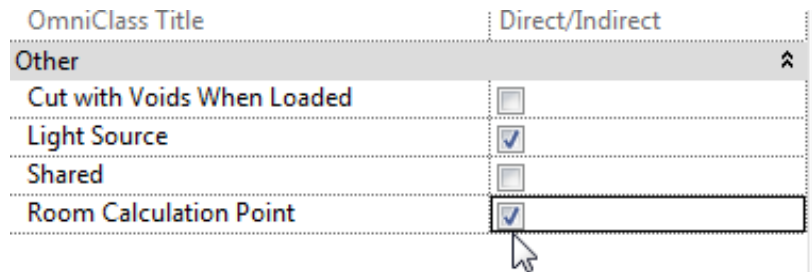 OmniClass Title Direct/Indirect
Other
Cut with Voids When Loaded
Light Source
Shared
Room Calculation Point